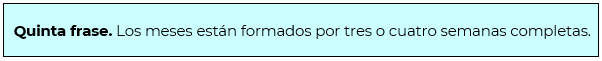 Quinta frase. Los meses están formados por tres o cuatro semanas completas.